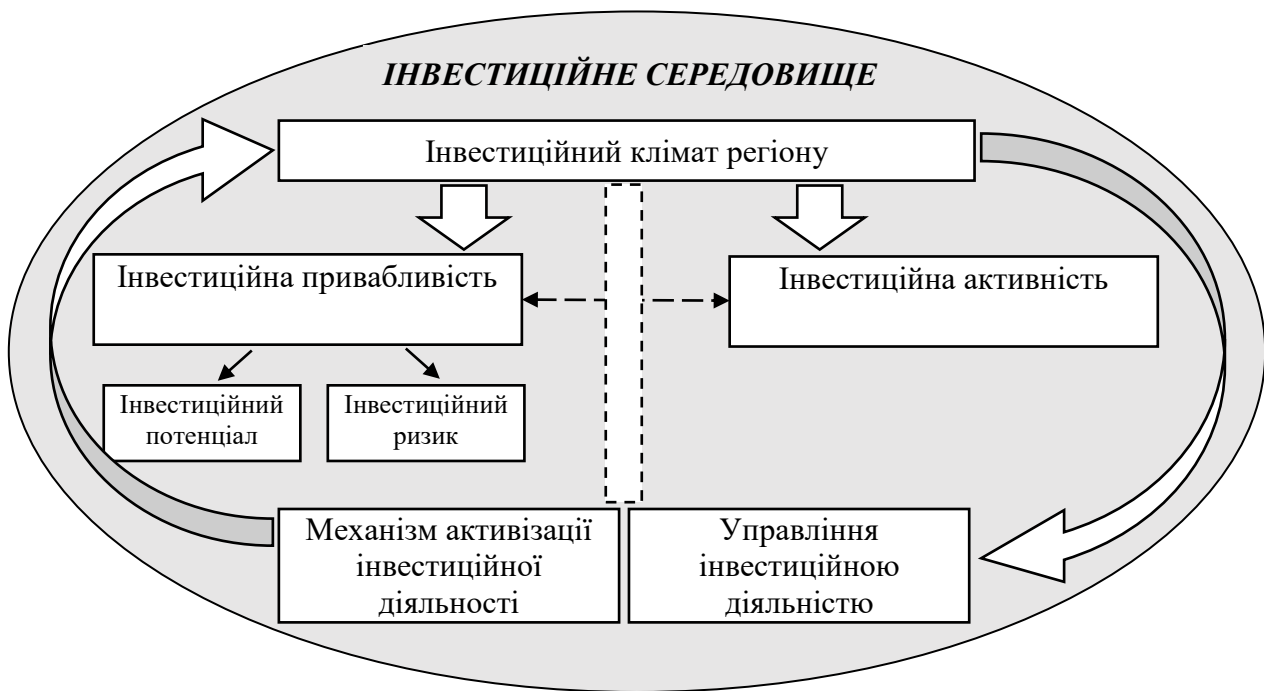 ІНВЕСТИЦІЙНЕ СЕРЕДОВИЩЕ
Інвестиційний клімат регіону
Інвестиційна привабливість
Інвестиційна активність
Інвестиційний
потенціал
Інвестиційний
ризик
Механізм активізації
інвестиційної
діяльності
Управління
інвестиційною
діяльністю